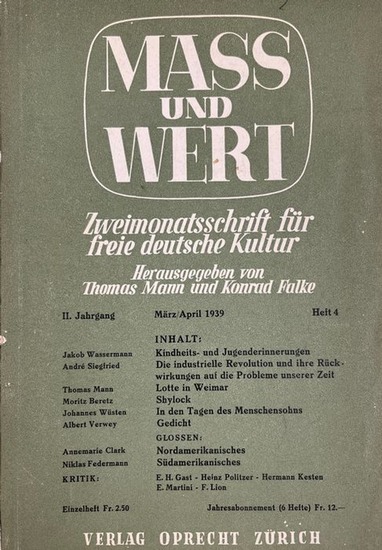 MASS
UND
WERT
Zweimonatsschrift für
freie deutsche Kultur
Herausgegeben von
Thomas Mann und Konrad Falke
II. Jahrgang März/April 1939 Heft 4
INHALT:
Jakob Wassermann Kindheits- und Jugenderinnerungen
André Siegfried Die industrielle Revolution und ihre Rück-
wirkungen auf die Probleme unserer Zeit
Thomas Mann Lotte in Weimar
Moritz Beretz Shylock
Johannes Wüsten In den Tagen des Menschensohns
Albert Verwey Gedicht
GLOSSEN:
Annemarie Clark Nordamerikanisches
Niklas Federmann Südamerikanisches
KRITIK: E. H. Gast - Heinz Politzer - Hermann Kesten
E. Martini - F. Lion
Einzelheft Fr. 2.50 Jahresabonnement (6 Hefte) Fr. 12.—
VERLAG OPRECHT ZÜRICH